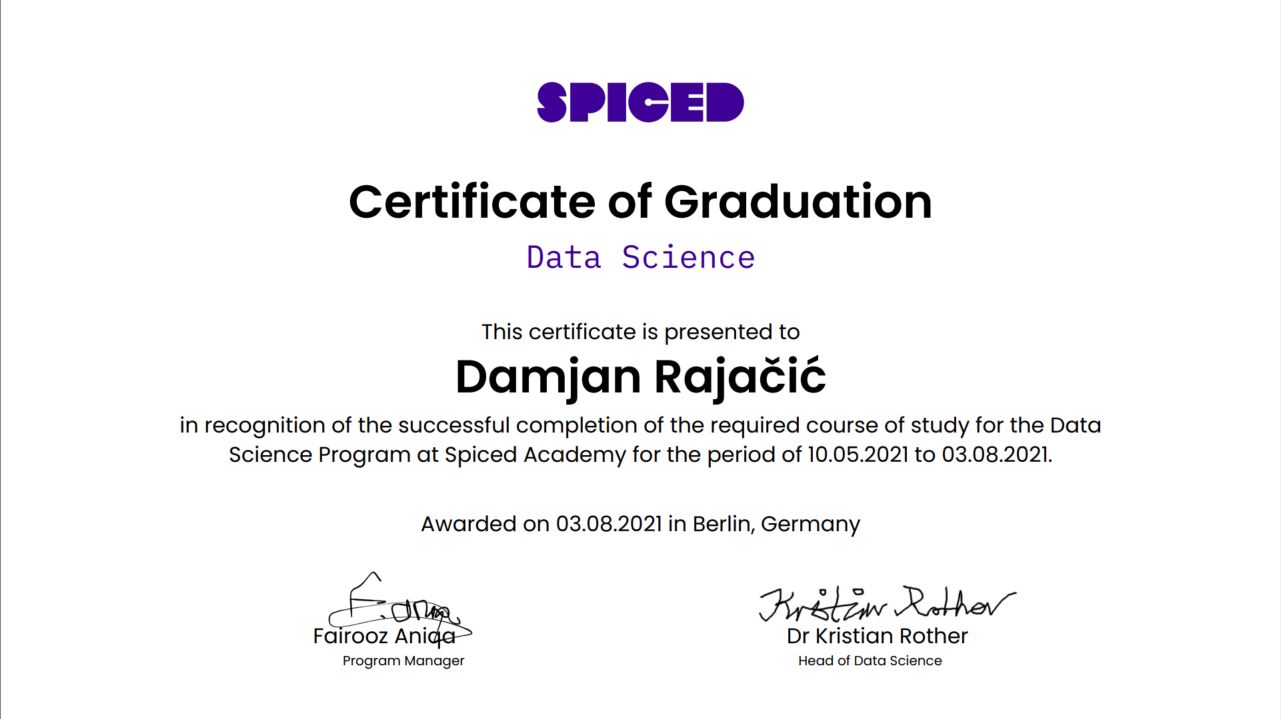 SPICED
Certificate of Graduation
Data Science
This certificate is presented to
Damjan Rajačić
in recognition of the successful completion of the required course of study for the Data
Science Program at Spiced Academy for the period of 10.05.2021 to 03.08.2021.
Awarded on 03.08.2021 in Berlin, Germany
Kristian Rother
Fairooz Aniqa
Dr Kristian Rother
Program Manager
Head of Data Science